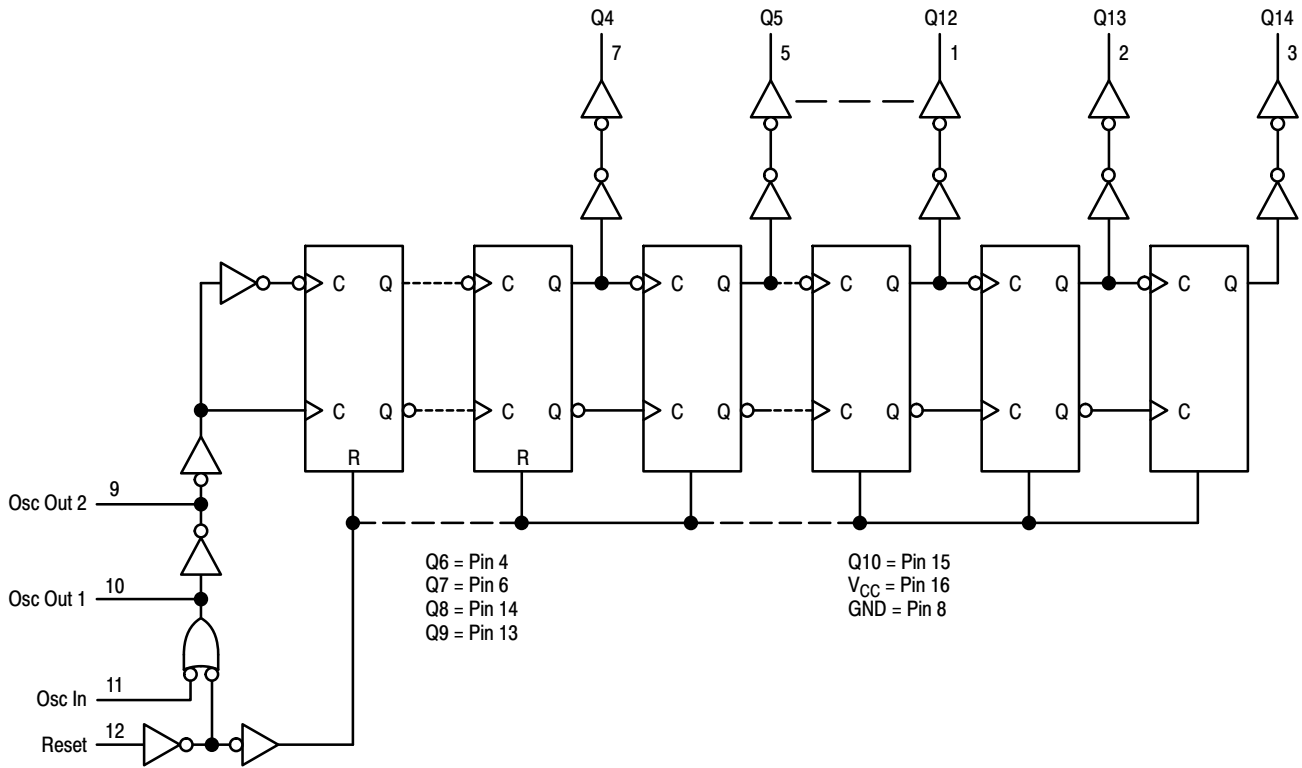 Q4 Q5 Q12 Q13 Q14
7 5 1 2 3
C Q C Q C Q C Q C Q C Q
C Q C Q C Q C Q C Q C
R R
Osc Out 2 9
Osc Out 1 10
Osc In 11
Reset 12
Q6 = Pin 4
Q7 = Pin 6
Q8 = Pin 14
Q9 = Pin 13
Q10 = Pin 15
VCC = Pin 16
GND = Pin 8